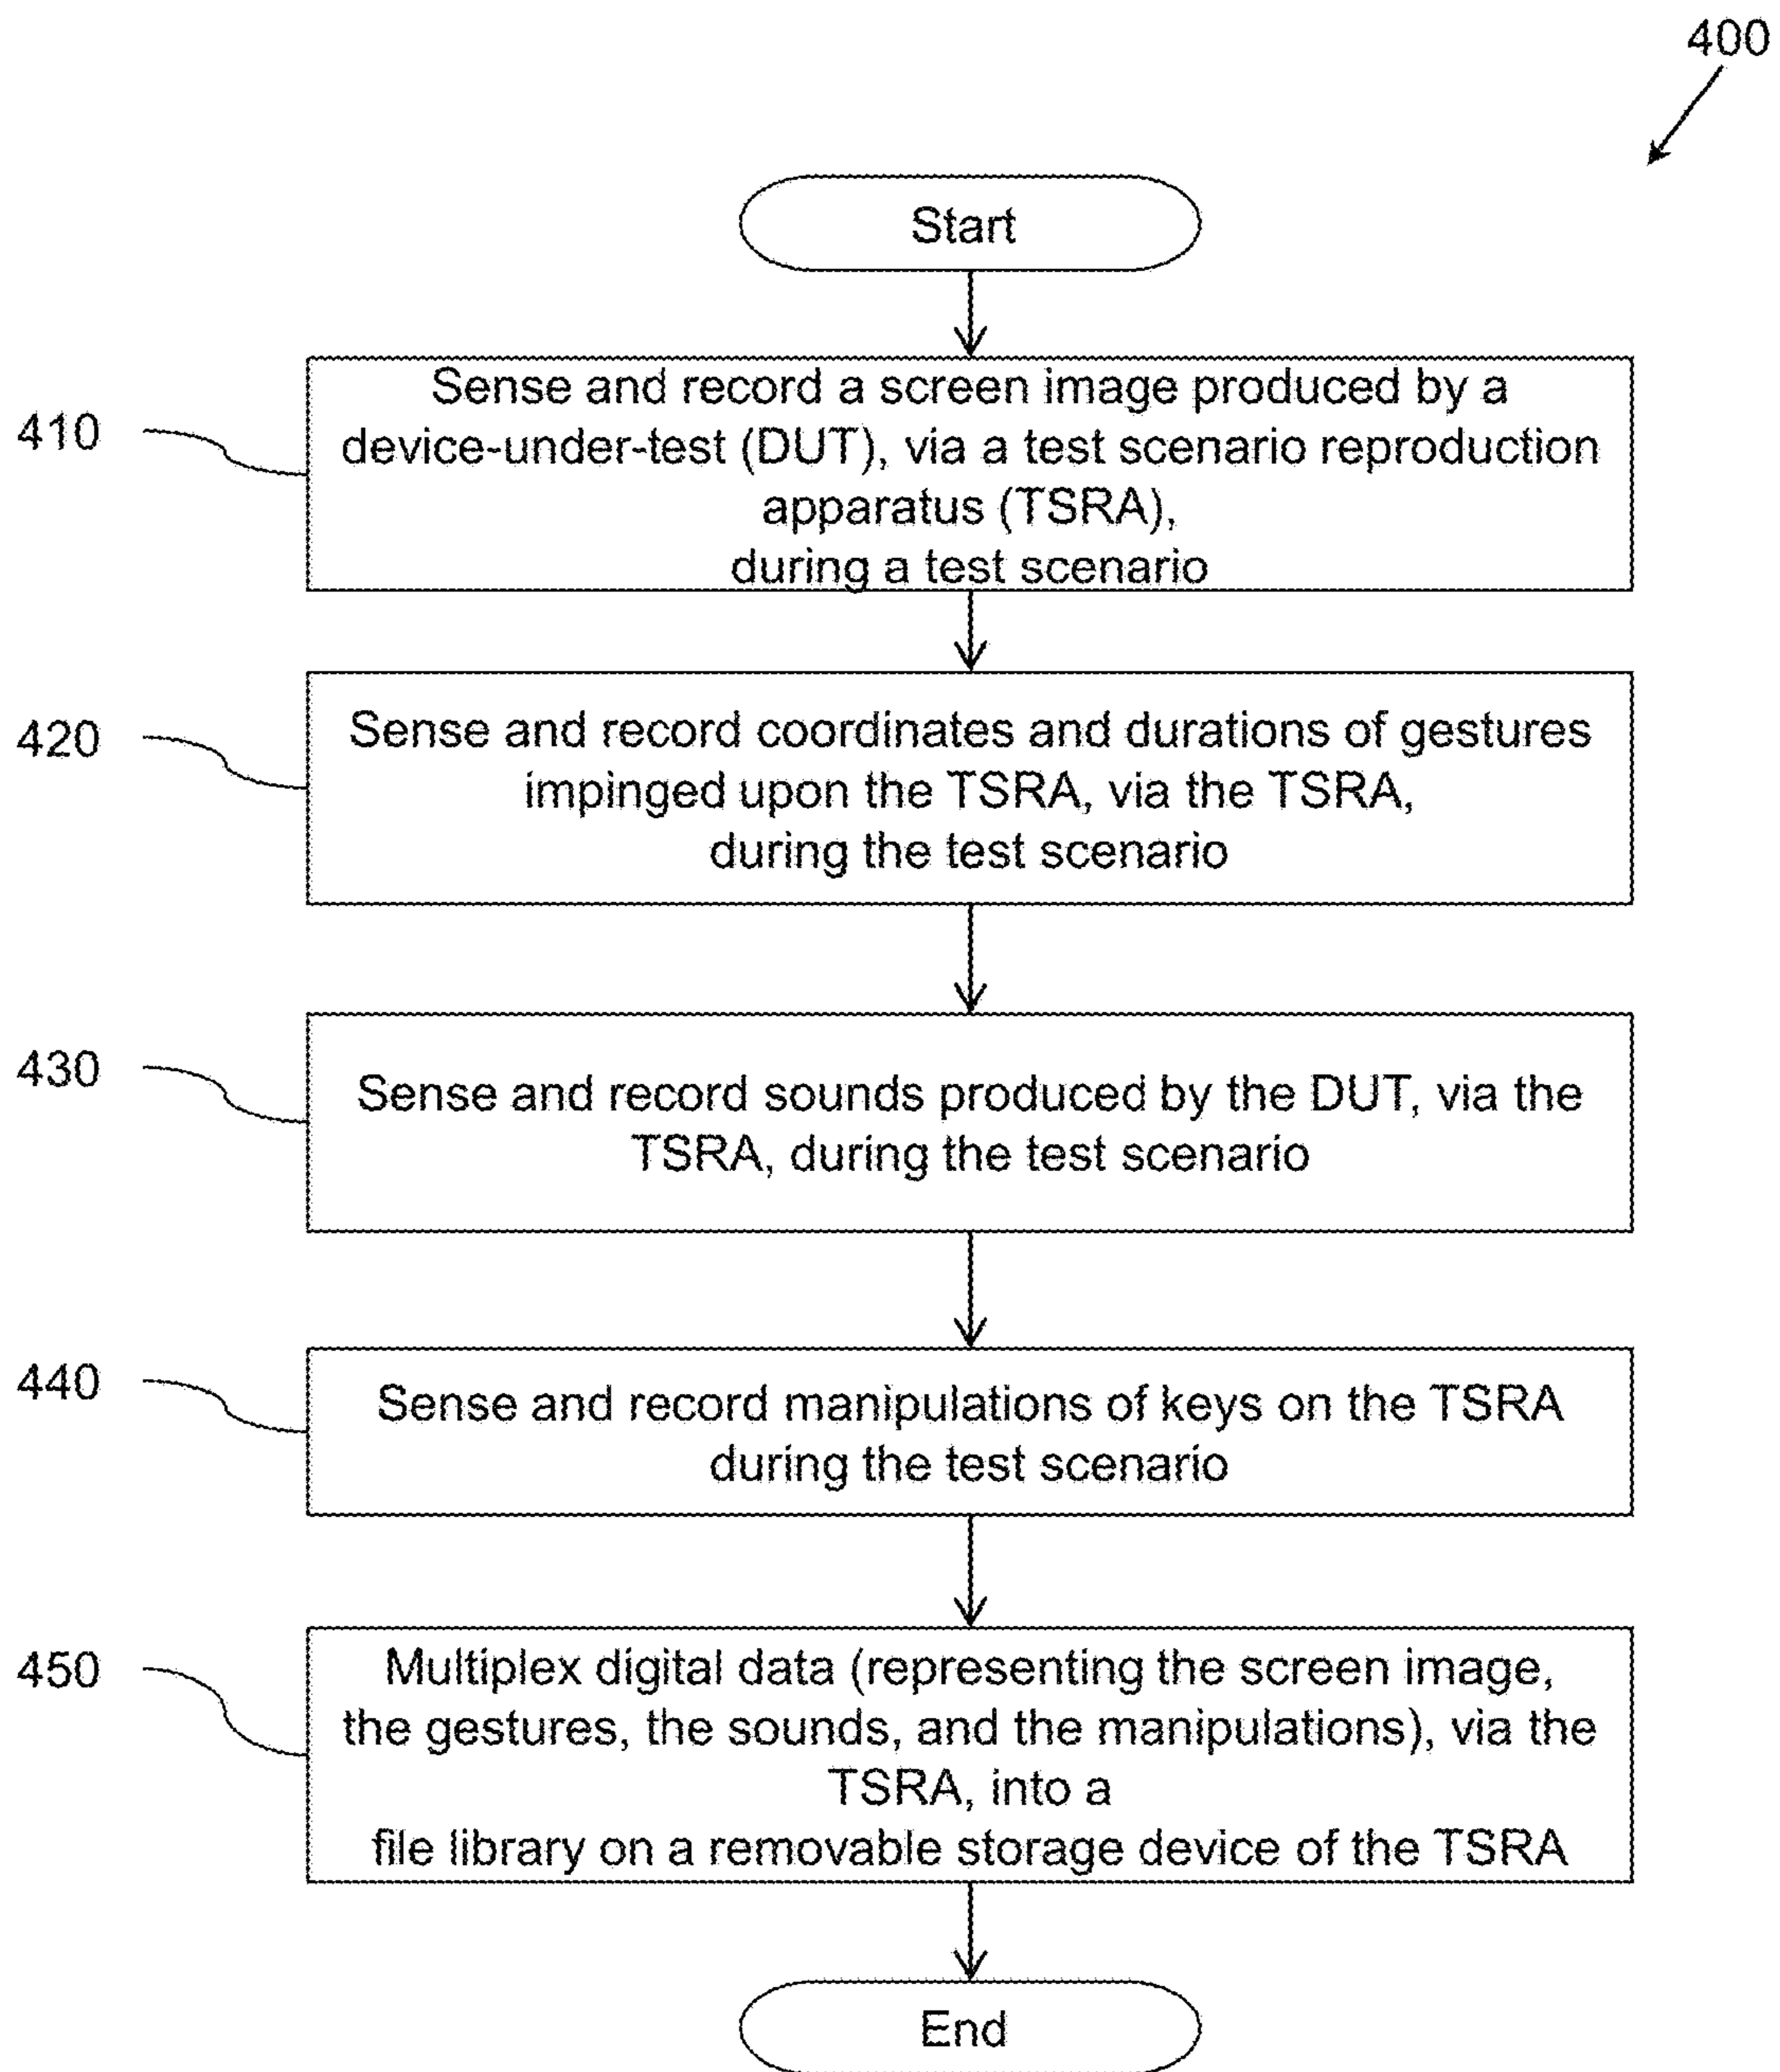 400
Start
410
Sense and record a screen image produced by a
device-under-test (DUT), via a test scenario reproduction
apparatus (TSRA),
during a test scenario
420
Sense and record coordinates and durations of gestures
impinged upon the TSRA, via the TSRA,
during the test scenario
430
Sense and record sounds produced by the DUT, via the
TSRA, during the test scenario
440
Sense and record manipulations of keys on the TSRA
during the test scenario
450
Multiplex digital data (representing the screen image,
the gestures, the sounds, and the manipulations), via the
TSRA, into a
file library on a removable storage device of the TSRA
End